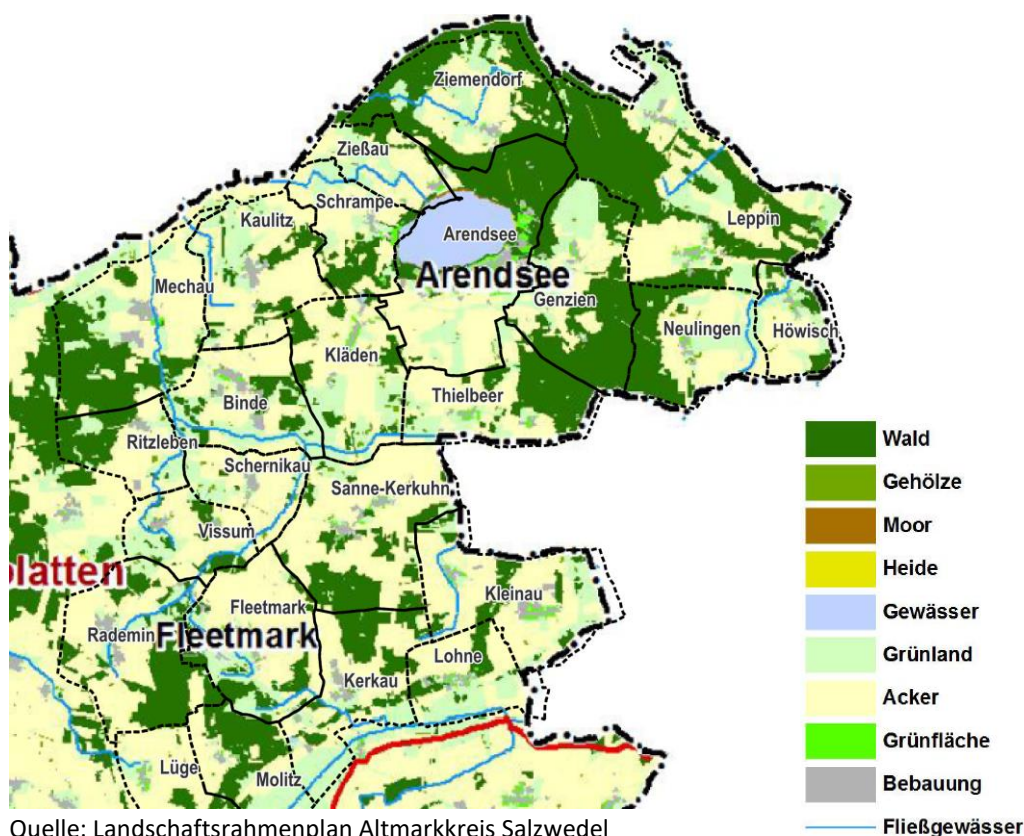 Ziemendorf
Zießau
Schrampe
Kaulitz
Arendsee
Leppin
Arendsee
Mechau
Genzien
Neulingen
Höwisch
Kläden
Thielbeer
Binde
Ritzleben
Schernikau
Sanne-Kerkuhn
Vissum
platten
Kleinau
Fleetmark
Rademin
Fleetmark
Lohne
Kerkau
Lüge
Molitz
Wald
Gehölze
Moor
Heide
Gewässer
Grünland
Acker
Grünfläche
Bebauung
Fließgewässer
Quelle: Landschaftsrahmenplan Altmarkkreis Salzwedel